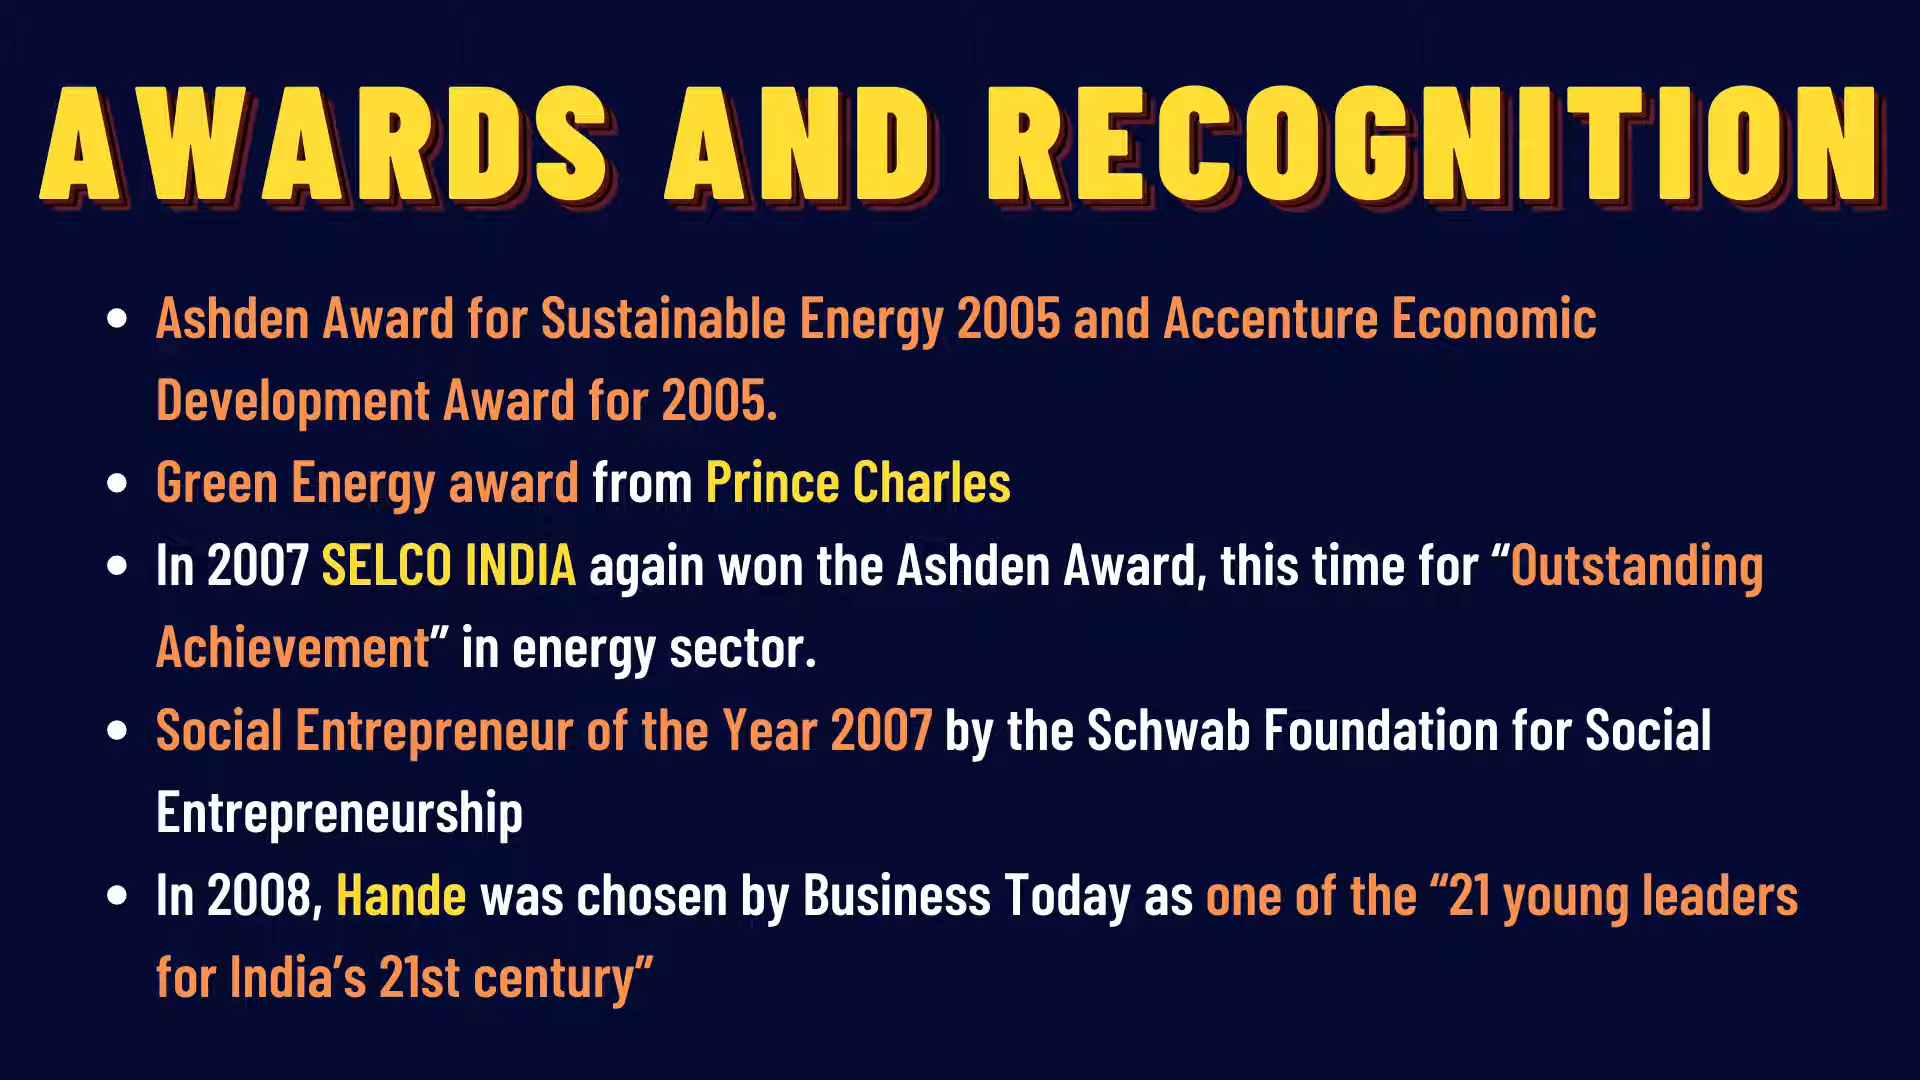 AWARDS AND RECOGNITION
• Ashden Award for Sustainable Energy 2005 and Accenture Economic
Development Award for 2005.
• Green Energy award from Prince Charles
• In 2007 SELCO INDIA again won the Ashden Award, this time for “Outstanding
Achievement” in energy sector.
• Social Entrepreneur of the Year 2007 by the Schwab Foundation for Social
Entrepreneurship
• In 2008, Hande was chosen by Business Today as one of the “21 young leaders
for India’s 21st century”